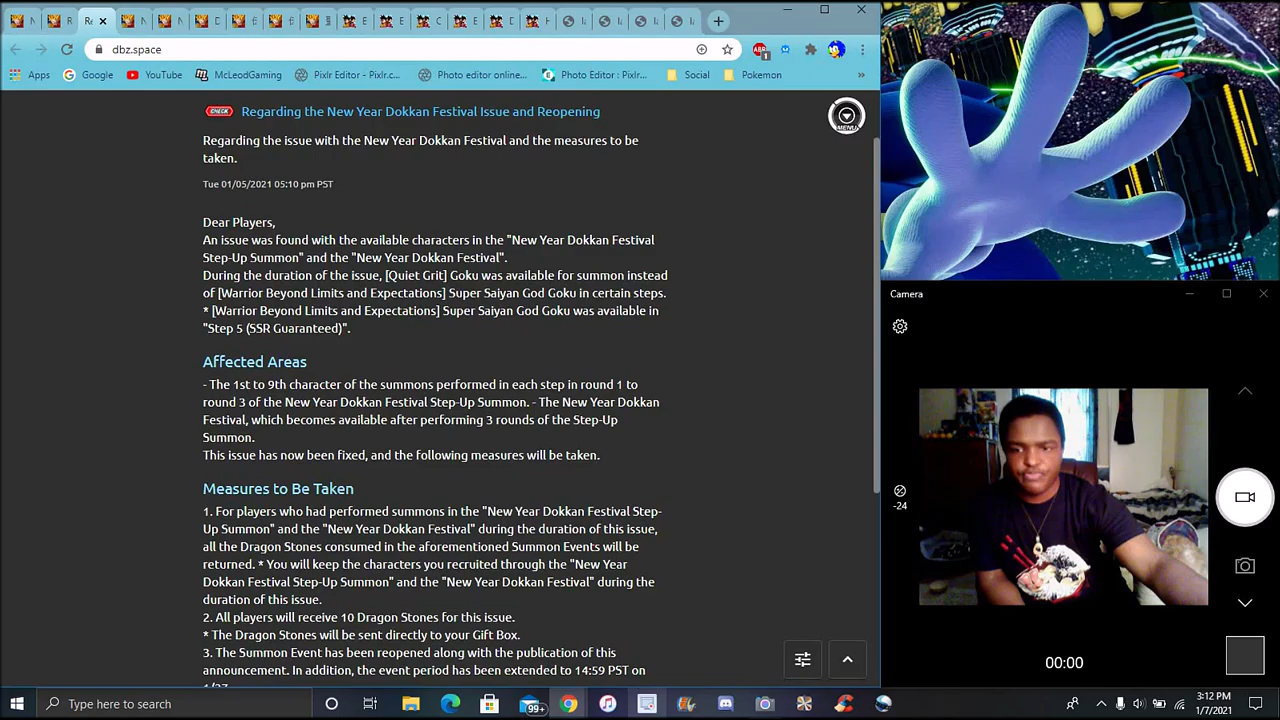 N
R
Re
N
N
D
E
E
C
E
D
H
dbz.space
ABP
1
Apps
Google
YouTube
McLeodGaming
Pixlr Editor - Pixlr.c...
Photo editor online...
Photo Editor : Pixlr...
Social
Pokemon
»
CHECK Regarding the New Year Dokkan Festival Issue and Reopening
MENU
Regarding the issue with the New Year Dokkan Festival and the measures to be
taken.
Tue 01/05/2021 05:10 pm PST
Dear Players,
An issue was found with the available characters in the "New Year Dokkan Festival
Step-Up Summon" and the "New Year Dokkan Festival".
During the duration of the issue, [Quiet Grit] Goku was available for summon instead
of [Warrior Beyond Limits and Expectations] Super Saiyan God Goku in certain steps.
* [Warrior Beyond Limits and Expectations] Super Saiyan God Goku was available in
"Step 5 (SSR Guaranteed)".
Affected Areas
- The 1st to 9th character of the summons performed in each step in round 1 to
round 3 of the New Year Dokkan Festival Step-Up Summon. - The New Year Dokkan
Festival, which becomes available after performing 3 rounds of the Step-Up
Summon.
This issue has now been fixed, and the following measures will be taken.
Measures to Be Taken
1. For players who had performed summons in the "New Year Dokkan Festival Step-
Up Summon" and the "New Year Dokkan Festival" during the duration of this issue,
all the Dragon Stones consumed in the aforementioned Summon Events will be
returned. * You will keep the characters you recruited through the "New Year
Dokkan Festival Step-Up Summon" and the "New Year Dokkan Festival" during the
duration of this issue.
2. All players will receive 10 Dragon Stones for this issue.
* The Dragon Stones will be sent directly to your Gift Box.
3. The Summon Event has been reopened along with the publication of this
announcement. In addition, the event period has been extended to 14:59 PST on
Camera
-24
00:00
Type here to search
99+
3:12 PM
1/7/2021